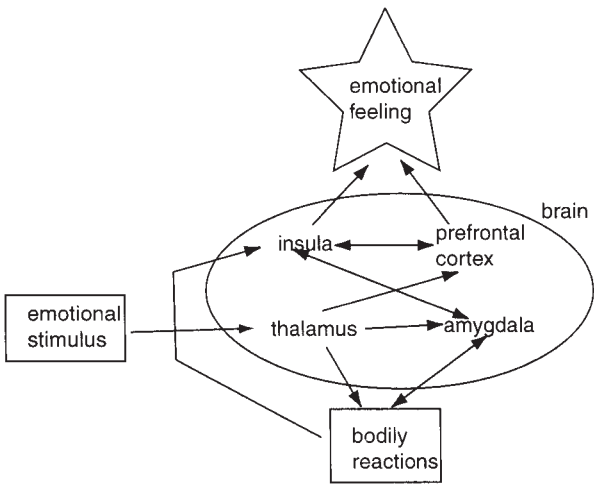 emotional
feeling
brain
insula
prefrontal
cortex
emotional
stimulus
thalamus
amygdala
bodily
reactions